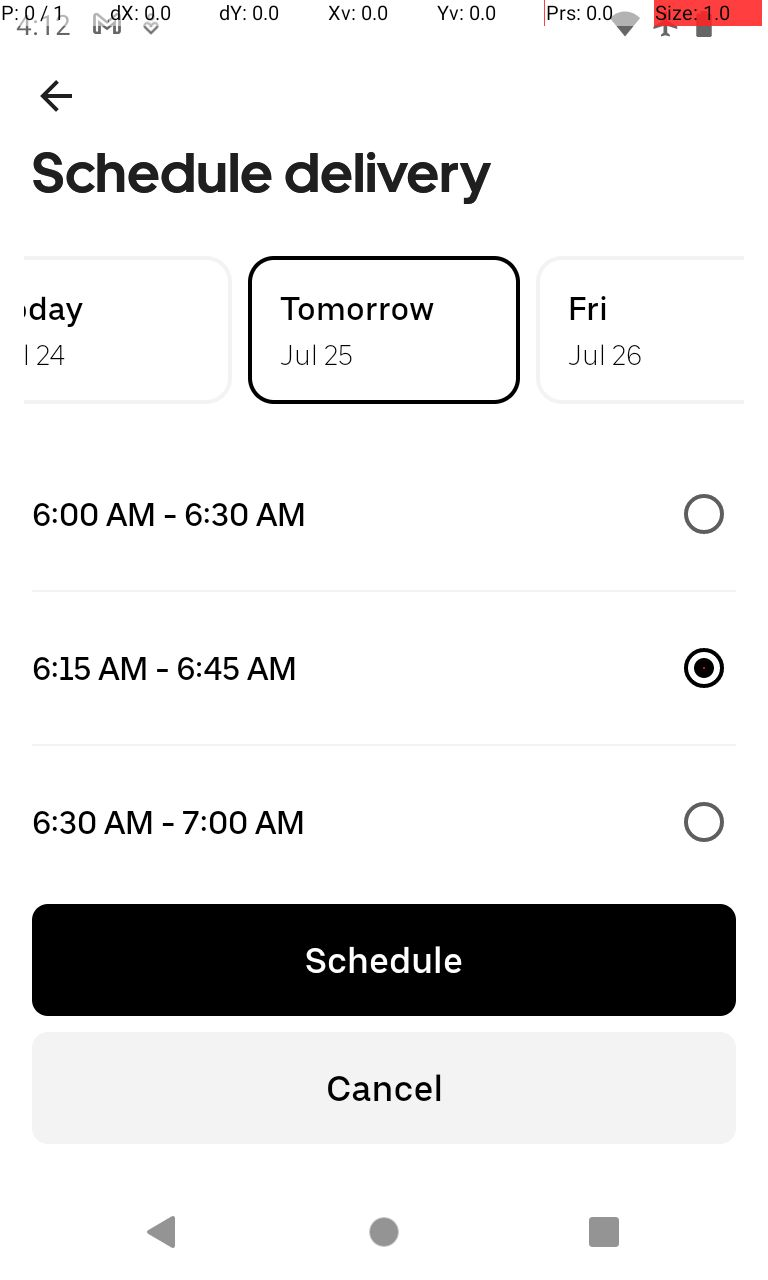 P: 0 / 1 dX: 0.0 dY: 0.0 Xv: 0.0 Yv: 0.0 Prs: 0.0 Size: 1.0
4:12
Schedule delivery
oday Tomorrow Fri
l 24 Jul 25 Jul 26
6:00 AM - 6:30 AM
6:15 AM - 6:45 AM
6:30 AM - 7:00 AM
Schedule
Cancel